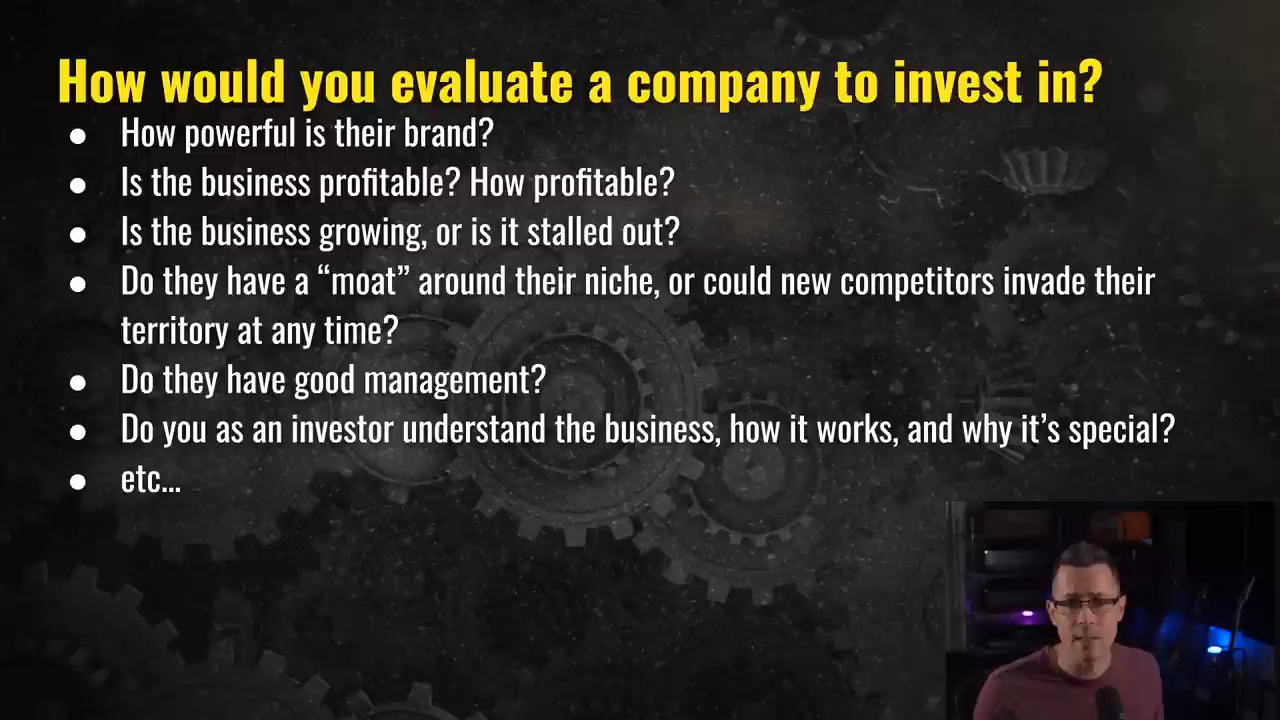 How would you evaluate a company to invest in?
● How powerful is their brand?
● Is the business profitable? How profitable?
● Is the business growing, or is it stalled out?
● Do they have a “moat” around their niche, or could new competitors invade their
territory at any time?
● Do they have good management?
● Do you as an investor understand the business, how it works, and why it’s special?
● etc...